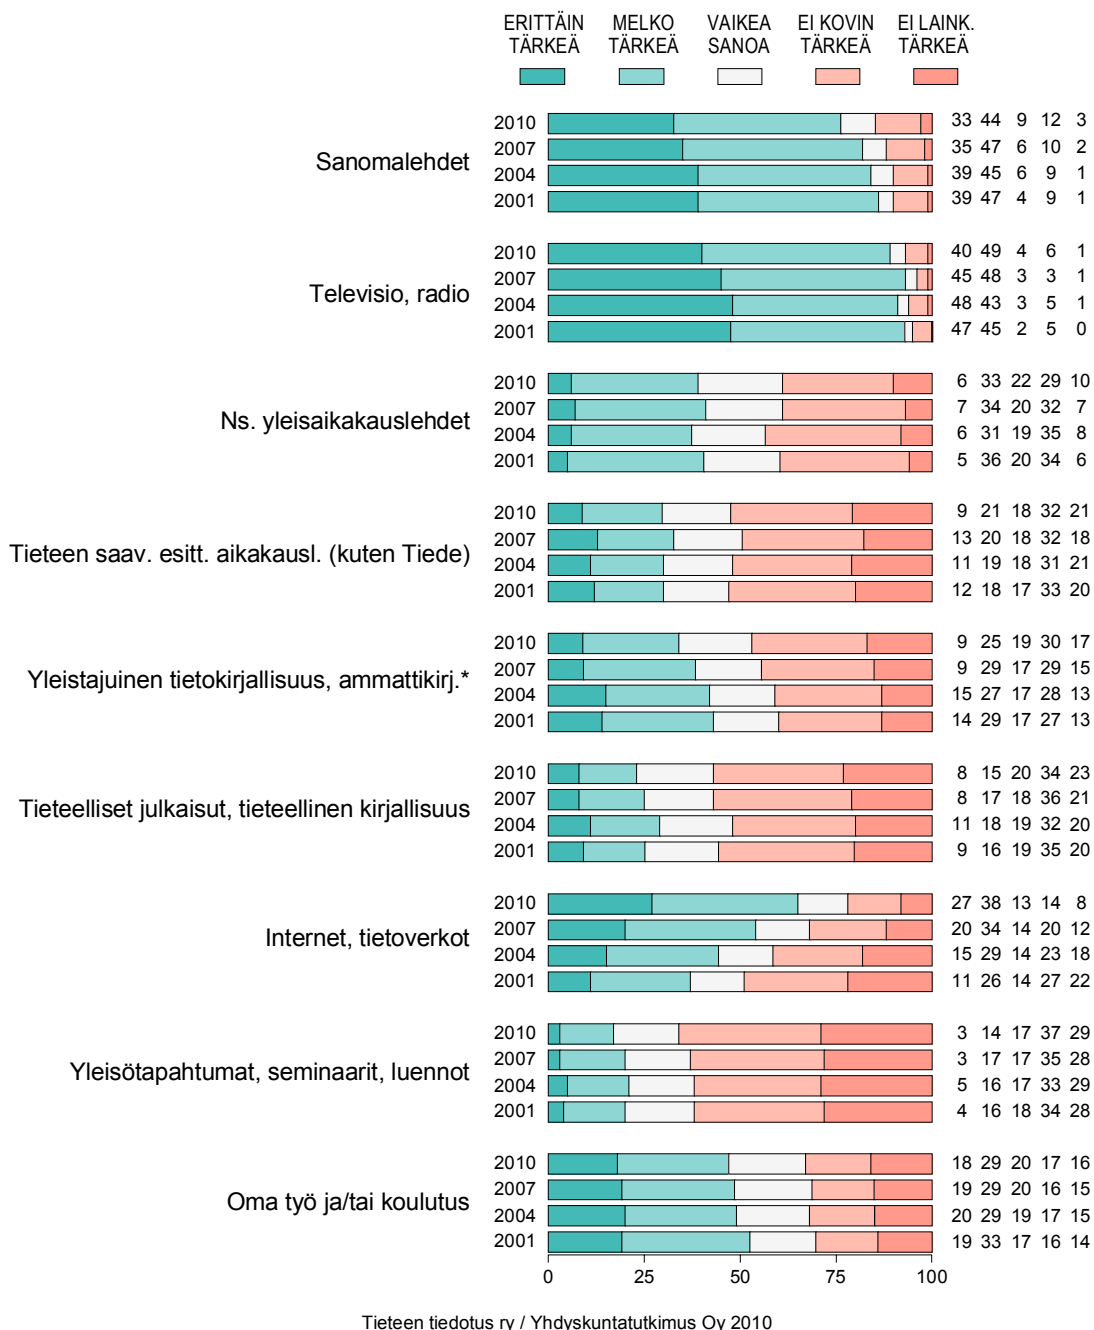 ERITTÄIN MELKO VAIKEA EI KOVIN EI LAINK.
TÄRKEÄ TÄRKEÄ SANOA TÄRKEÄ TÄRKEÄ
Sanomalehdet
2010 33 44 9 12 3
2007 35 47 6 10 2
2004 39 45 6 9 1
2001 39 47 4 9 1
Televisio, radio
2010 40 49 4 6 1
2007 45 48 3 3 1
2004 48 43 3 5 1
2001 47 45 2 5 0
Ns. yleisaikakauslehdet
2010 6 33 22 29 10
2007 7 34 20 32 7
2004 6 31 19 35 8
2001 5 36 20 34 6
Tieteen saav. esitt. aikakausl. (kuten Tiede)
2010 9 21 18 32 21
2007 13 20 18 32 18
2004 11 19 18 31 21
2001 12 18 17 33 20
Yleistajuinen tietokirjallisuus, ammattikirj.*
2010 9 25 19 30 17
2007 9 29 17 29 15
2004 15 27 17 28 13
2001 14 29 17 27 13
Tieteelliset julkaisut, tieteellinen kirjallisuus
2010 8 15 20 34 23
2007 8 17 18 36 21
2004 11 18 19 32 20
2001 9 16 19 35 20
Internet, tietoverkot
2010 27 38 13 14 8
2007 20 34 14 20 12
2004 15 29 14 23 18
2001 11 26 14 27 22
Yleisötapahtumat, seminaarit, luennot
2010 3 14 17 37 29
2007 3 17 17 35 28
2004 5 16 17 33 29
2001 4 16 18 34 28
Oma työ ja/tai koulutus
2010 18 29 20 17 16
2007 19 29 20 16 15
2004 20 29 19 17 15
2001 19 33 17 16 14
0 25 50 75 100
Tieteen tiedotus ry / Yhdyskuntatutkimus Oy 2010